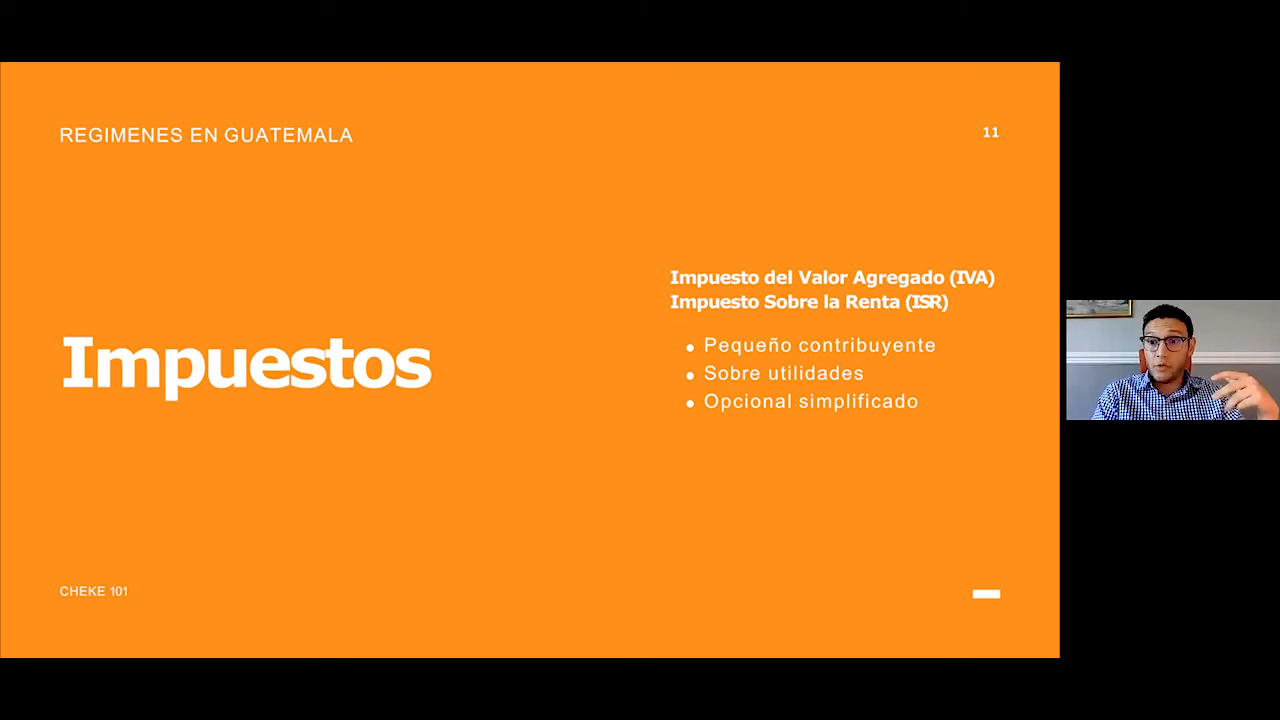 REGIMENES EN GUATEMALA
11
Impuestos
Impuesto del Valor Agregado (IVA)
Impuesto Sobre la Renta (ISR)
● Pequeño contribuyente
● Sobre utilidades
● Opcional simplificado
CHEKE 101